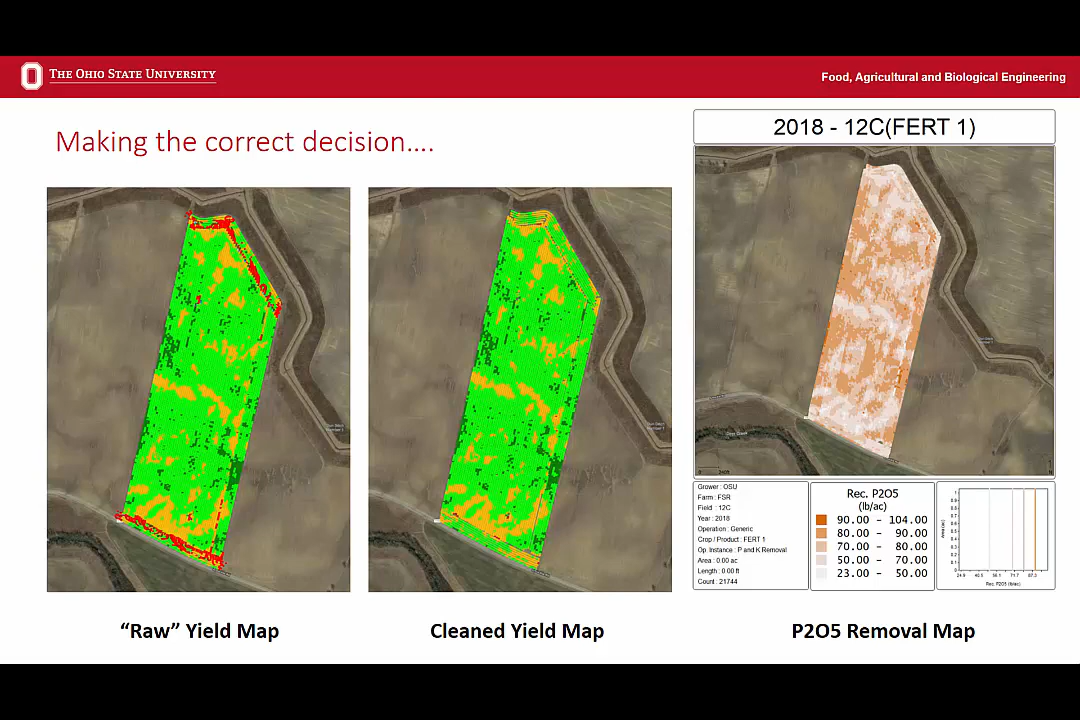 THE OHIO STATE UNIVERSITY
Food, Agricultural and Biological Engineering
Making the correct decision....
2018 - 12C(FERT 1)
Grower : OSU
Farm : FSR
Field : 12C
Year : 2018
Operation : Generic
Crop / Product : FERT 1
Op. Instance : P and K Removal
Area : 0.00 ac
Length : 0.00 ft
Count : 21744
Rec. P2O5
(lb/ac)
90.00 - 104.00
80.00 - 90.00
70.00 - 80.00
50.00 - 70.00
23.00 - 50.00
Rec. P2O5 (lb/ac)
“Raw” Yield Map
Cleaned Yield Map
P2O5 Removal Map